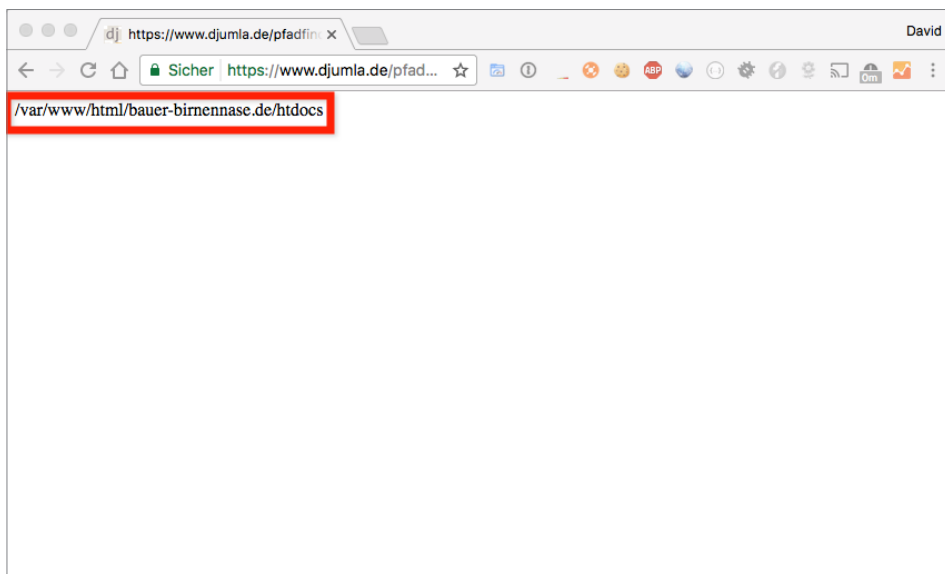 dj https://www.djumla.de/pfadfin
David
Sicher https://www.djumla.de/pfad...
ABP
0m
/var/www/html/bauer-birnennase.de/htdocs